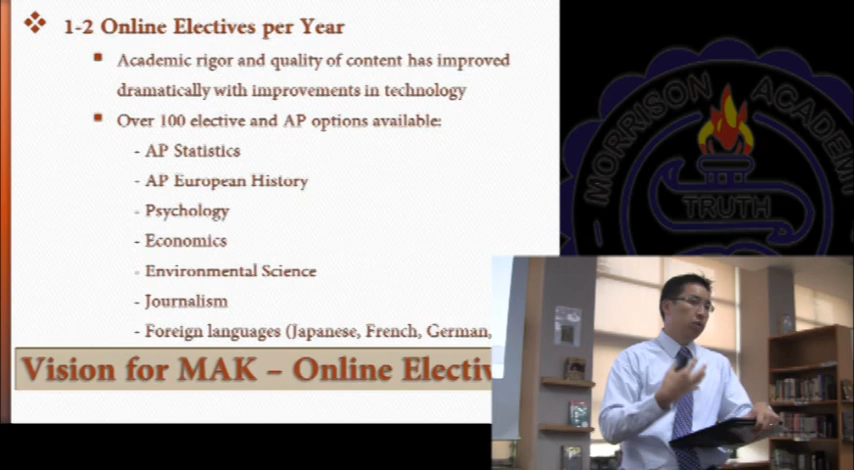 1-2 Online Electives per Year
Academic rigor and quality of content has improved
dramatically with improvements in technology
Over 100 elective and AP options available:
- AP Statistics
- AP European History
- Psychology
- Economics
- Environmental Science
- Journalism
- Foreign languages (Japanese, French, German,
Vision for MAK – Online Electiv
MORRISON ACADEMY
TRUTH